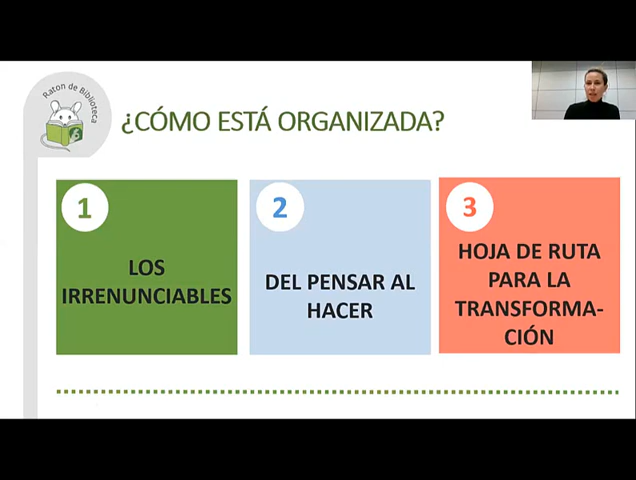 Raton de Biblioteca
¿CÓMO ESTÁ ORGANIZADA?
1
LOS
IRRENUNCIABLES
2
DEL PENSAR AL
HACER
3
HOJA DE RUTA
PARA LA
TRANSFORMA-
CIÓN